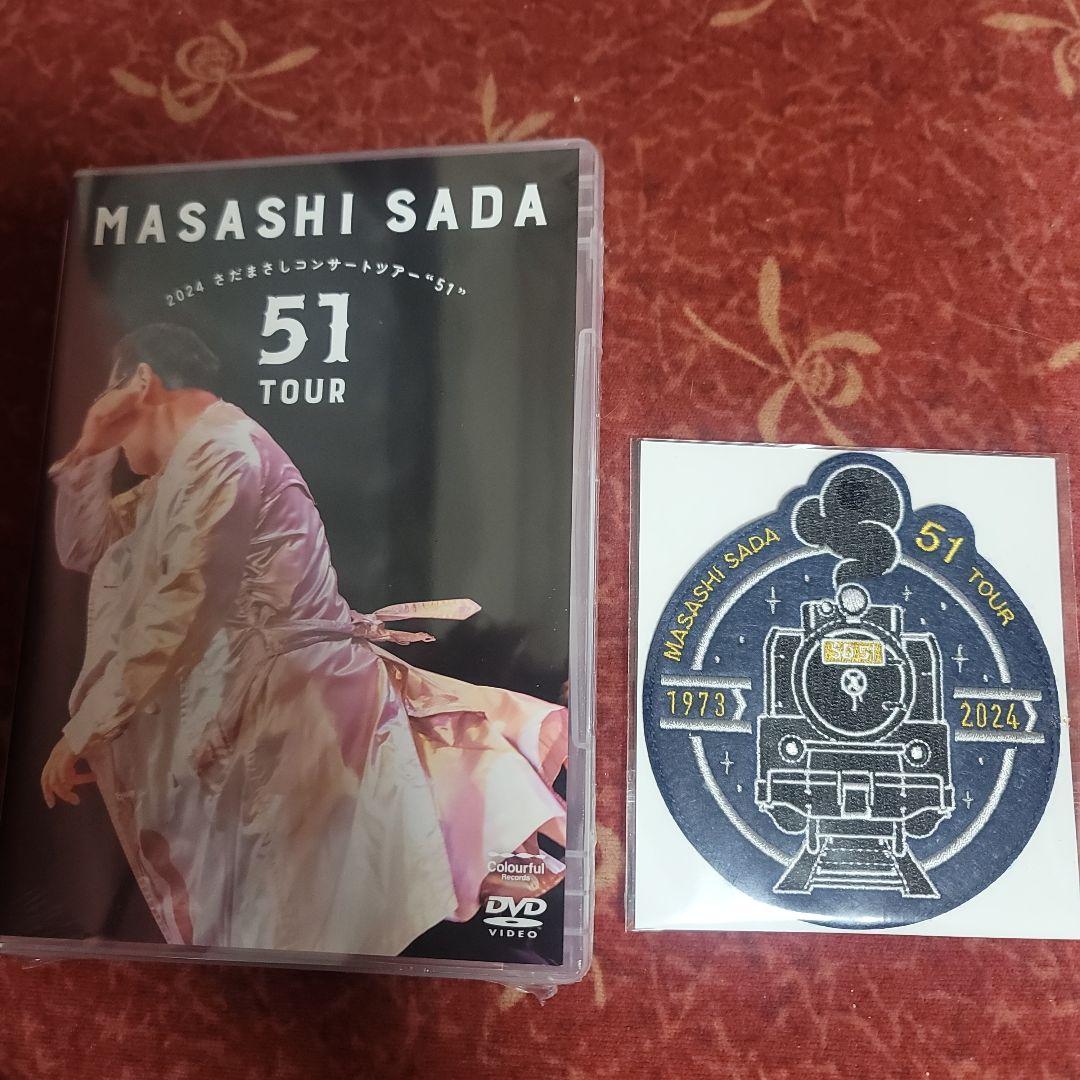 MASASHI SADA
2024 さだまさしコンサートツアー“51”
51
TOUR
Colourful
Records
DVD
VIDEO
MASASHI SADA 51 TOUR
SD51
1973
2024